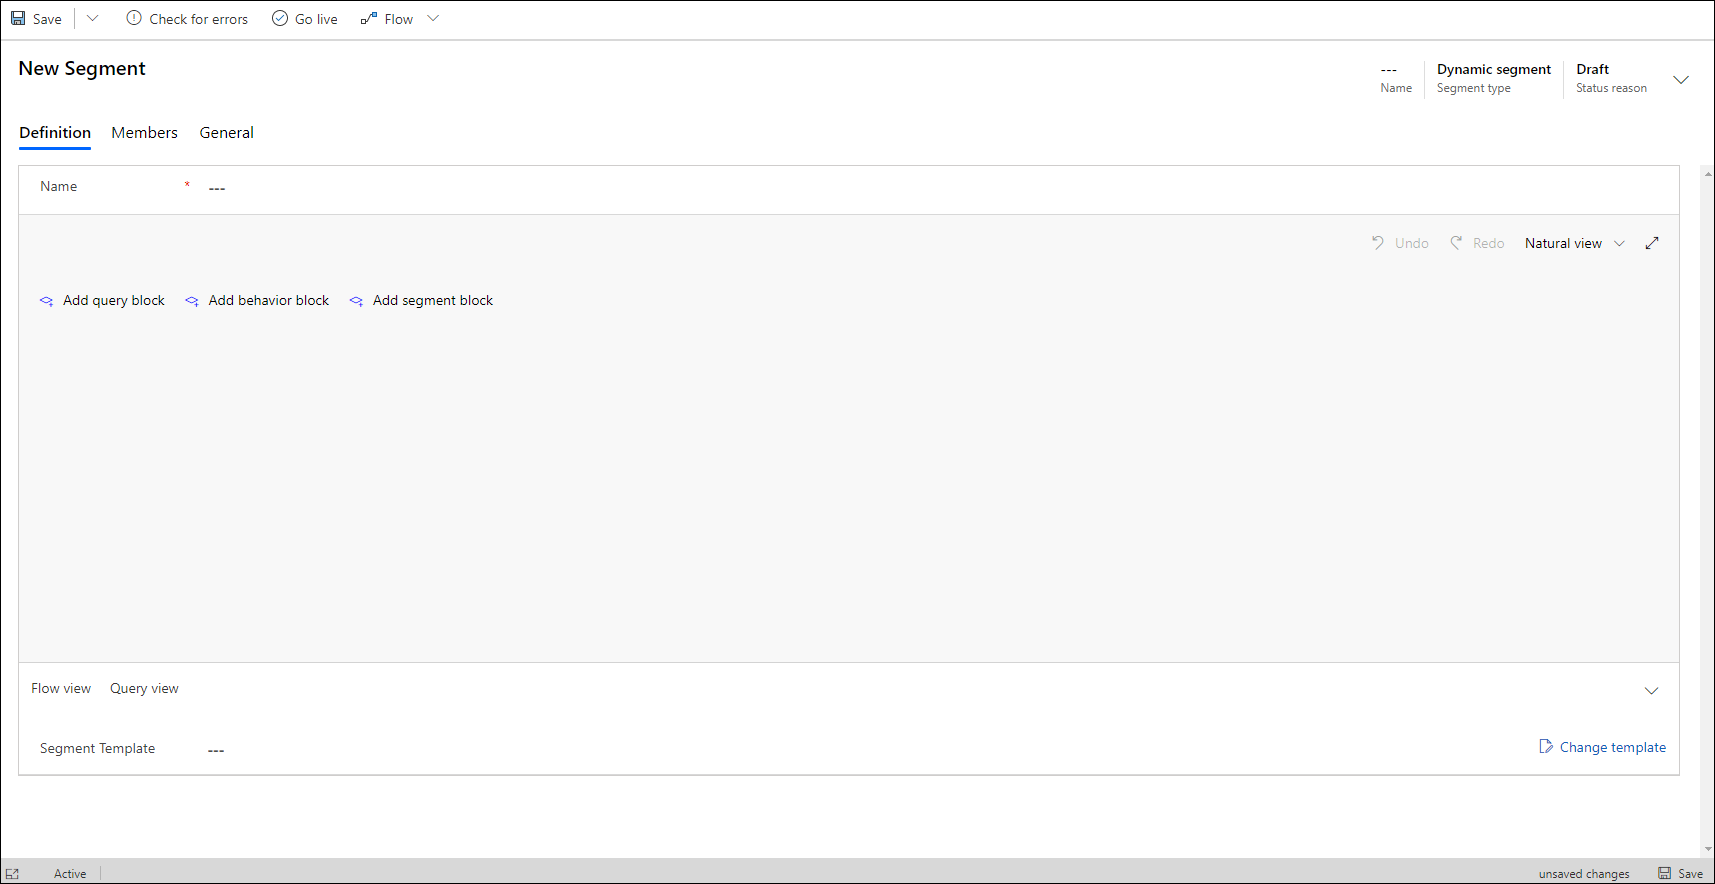 Save Check for errors Go live Flow
New Segment
--- Dynamic segment Draft
Name Segment type Status reason
Definition Members General
Name * ---
Undo Redo Natural view
Add query block Add behavior block Add segment block
Flow view Query view
Segment Template --- Change template
Active unsaved changes Save